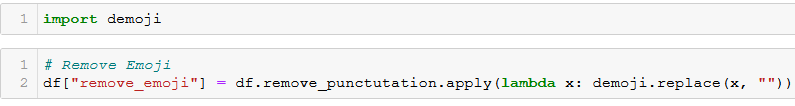 1 import demoji
1 # Remove Emoji
2 df["remove_emoji"] = df.remove_punctutation.apply(lambda x: demoji.replace(x, ""))